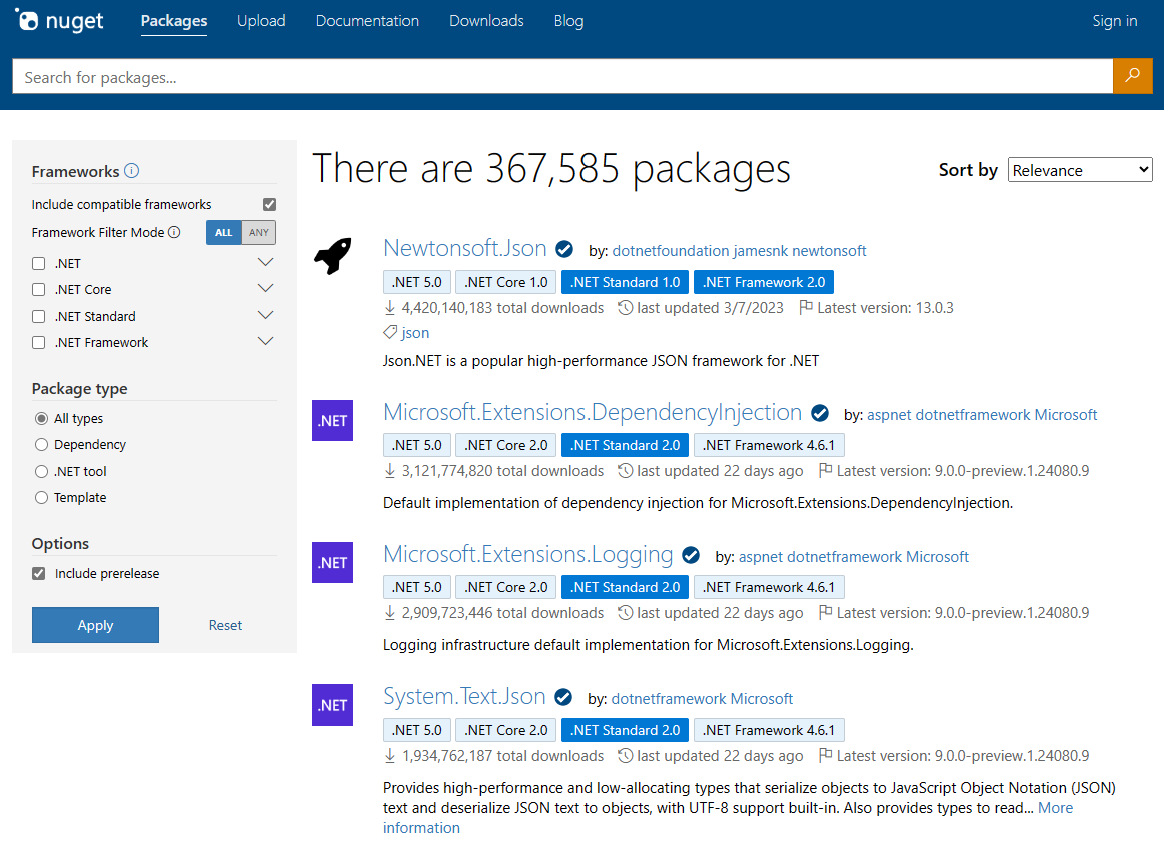 nuget Packages Upload Documentation Downloads Blog Sign in
Search for packages...
Frameworks
Include compatible frameworks
Framework Filter Mode ALL ANY
.NET
.NET Core
.NET Standard
.NET Framework
Package type
All types
Dependency
.NET tool
Template
Options
Include prerelease
Apply Reset
There are 367,585 packages
Sort by Relevance
Newtonsoft.Json by: dotnetfoundation jamesnk newtonsoft
.NET 5.0 .NET Core 1.0 .NET Standard 1.0 .NET Framework 2.0
4,420,140,183 total downloads last updated 3/7/2023 Latest version: 13.0.3
json
Json.NET is a popular high-performance JSON framework for .NET
.NET
Microsoft.Extensions.DependencyInjection by: aspnet dotnetframework Microsoft
.NET 5.0 .NET Core 2.0 .NET Standard 2.0 .NET Framework 4.6.1
3,121,774,820 total downloads last updated 22 days ago Latest version: 9.0.0-preview.1.24080.9
Default implementation of dependency injection for Microsoft.Extensions.DependencyInjection.
.NET
Microsoft.Extensions.Logging by: aspnet dotnetframework Microsoft
.NET 5.0 .NET Core 2.0 .NET Standard 2.0 .NET Framework 4.6.1
2,909,723,446 total downloads last updated 22 days ago Latest version: 9.0.0-preview.1.24080.9
Logging infrastructure default implementation for Microsoft.Extensions.Logging.
.NET
System.Text.Json by: dotnetframework Microsoft
.NET 5.0 .NET Core 2.0 .NET Standard 2.0 .NET Framework 4.6.1
1,934,762,187 total downloads last updated 22 days ago Latest version: 9.0.0-preview.1.24080.9
Provides high-performance and low-allocating types that serialize objects to JavaScript Object Notation (JSON)
text and deserialize JSON text to objects, with UTF-8 support built-in. Also provides types to read... More
information